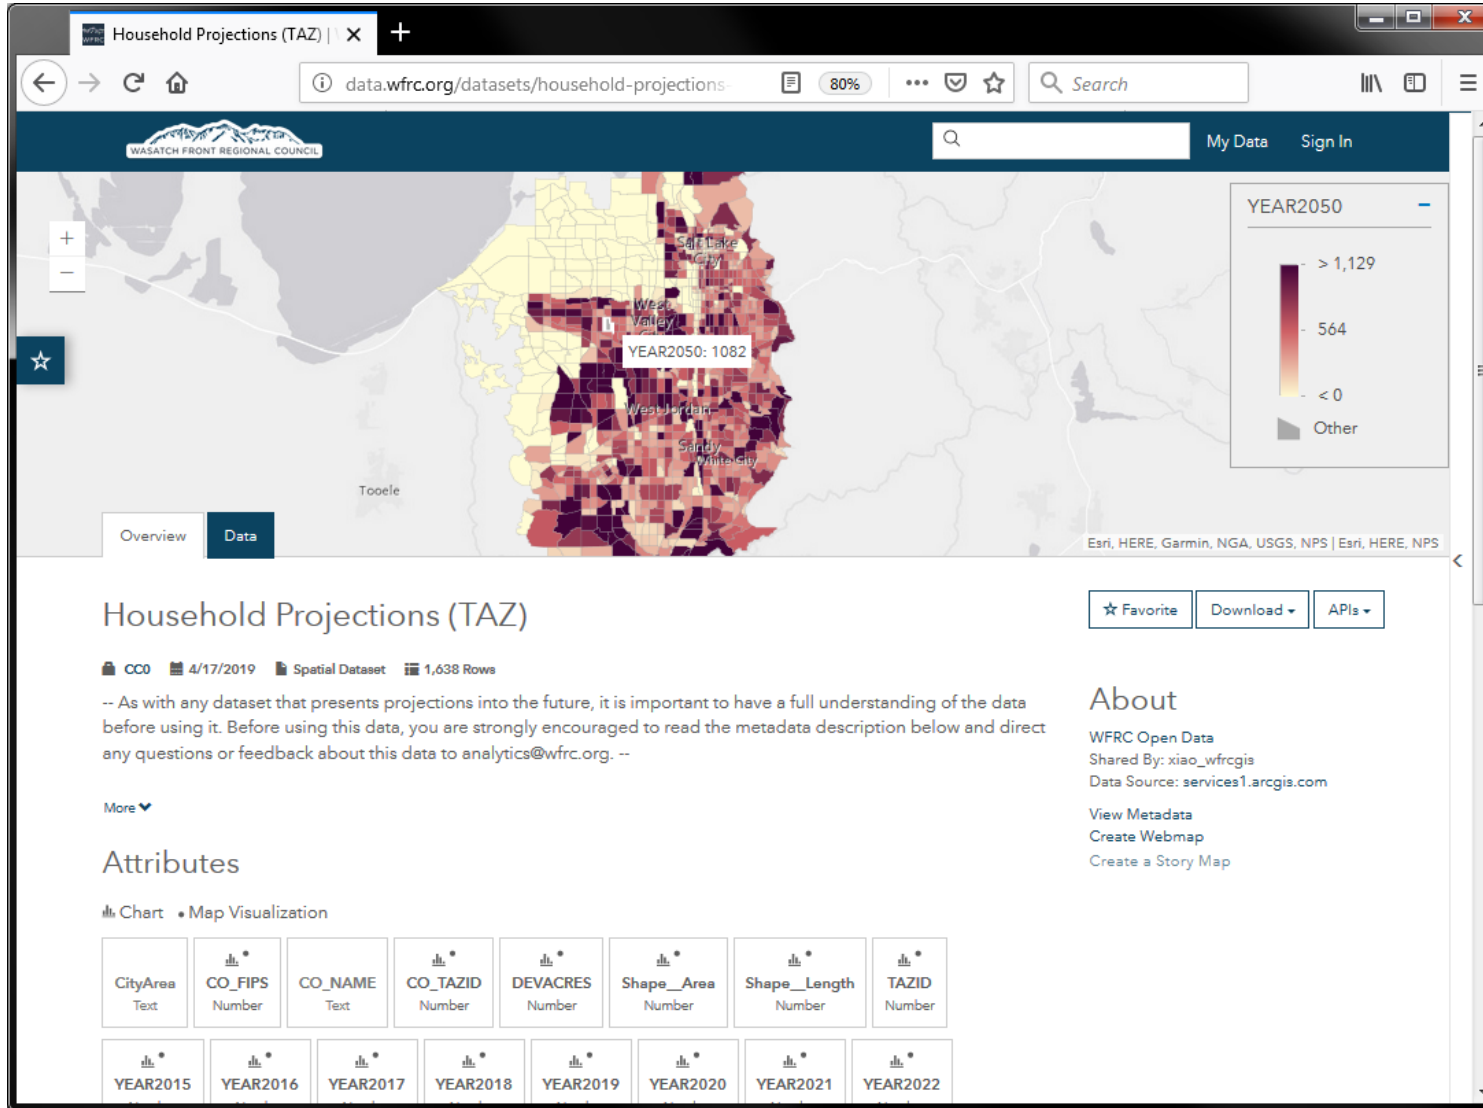 Household Projections (TAZ) |
data.wfrc.org/datasets/household-projections-
80%
Search
WASATCH FRONT REGIONAL COUNCIL
My Data
Sign In
Salt Lake
City
West
Valley
YEAR2050: 1082
West Jordan
Sandy
White City
Tooele
YEAR2050
> 1,129
564
< 0
Other
Esri, HERE, Garmin, NGA, USGS, NPS | Esri, HERE, NPS
Overview
Data
Household Projections (TAZ)
Favorite
Download
APIs
CC0 4/17/2019 Spatial Dataset 1,638 Rows
-- As with any dataset that presents projections into the future, it is important to have a full understanding of the data
before using it. Before using this data, you are strongly encouraged to read the metadata description below and direct
any questions or feedback about this data to analytics@wfrc.org. --
More
About
WFRC Open Data
Shared By: xiao_wfrcgis
Data Source: services1.arcgis.com
View Metadata
Create Webmap
Create a Story Map
Attributes
Chart • Map Visualization
CityArea
Text
CO_FIPS
Number
CO_NAME
Text
CO_TAZID
Number
DEVACRES
Number
Shape__Area
Number
Shape__Length
Number
TAZID
Number
YEAR2015
YEAR2016
YEAR2017
YEAR2018
YEAR2019
YEAR2020
YEAR2021
YEAR2022